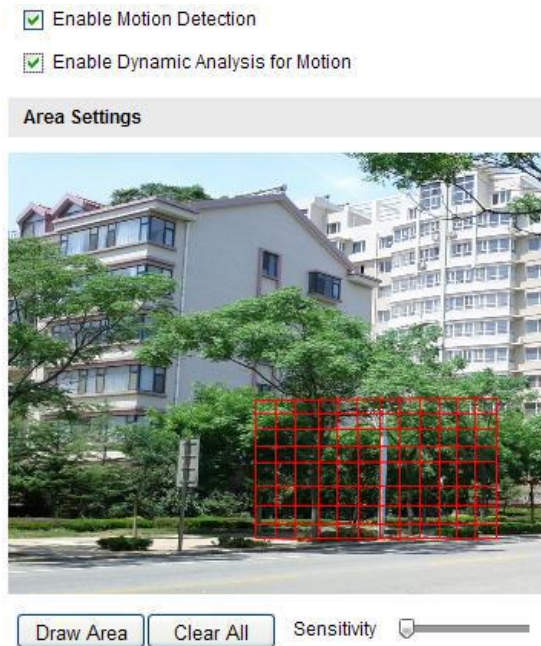 Enable Motion Detection
Enable Dynamic Analysis for Motion
Area Settings
Draw Area
Clear All
Sensitivity